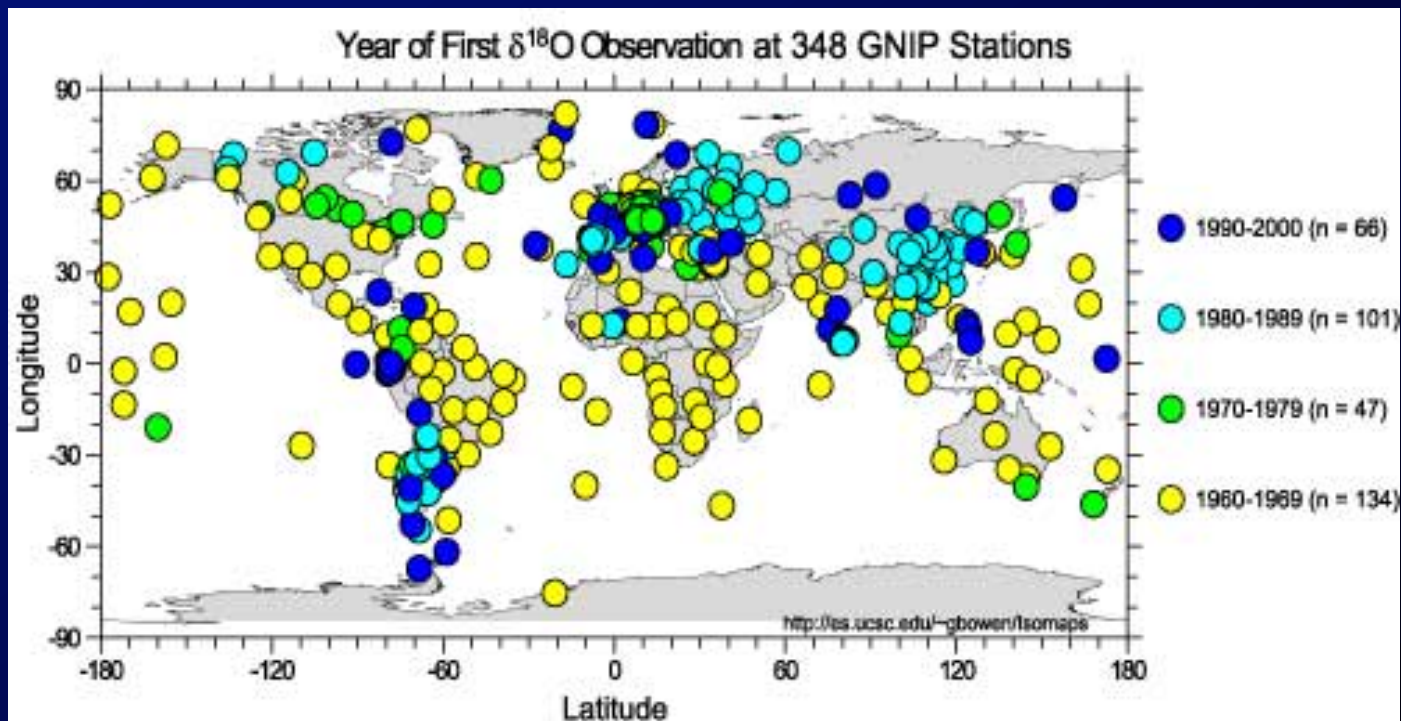 Year of First δ¹⁸O Observation at 348 GNIP Stations
90
60
30
0
-30
-60
-90
Longitude
-180
-120
-60
0
60
120
180
Latitude
http://es.ucsc.edu/~gbowen/Isomaps
1990-2000 (n = 66)
1980-1989 (n = 101)
1970-1979 (n = 47)
1960-1969 (n = 134)